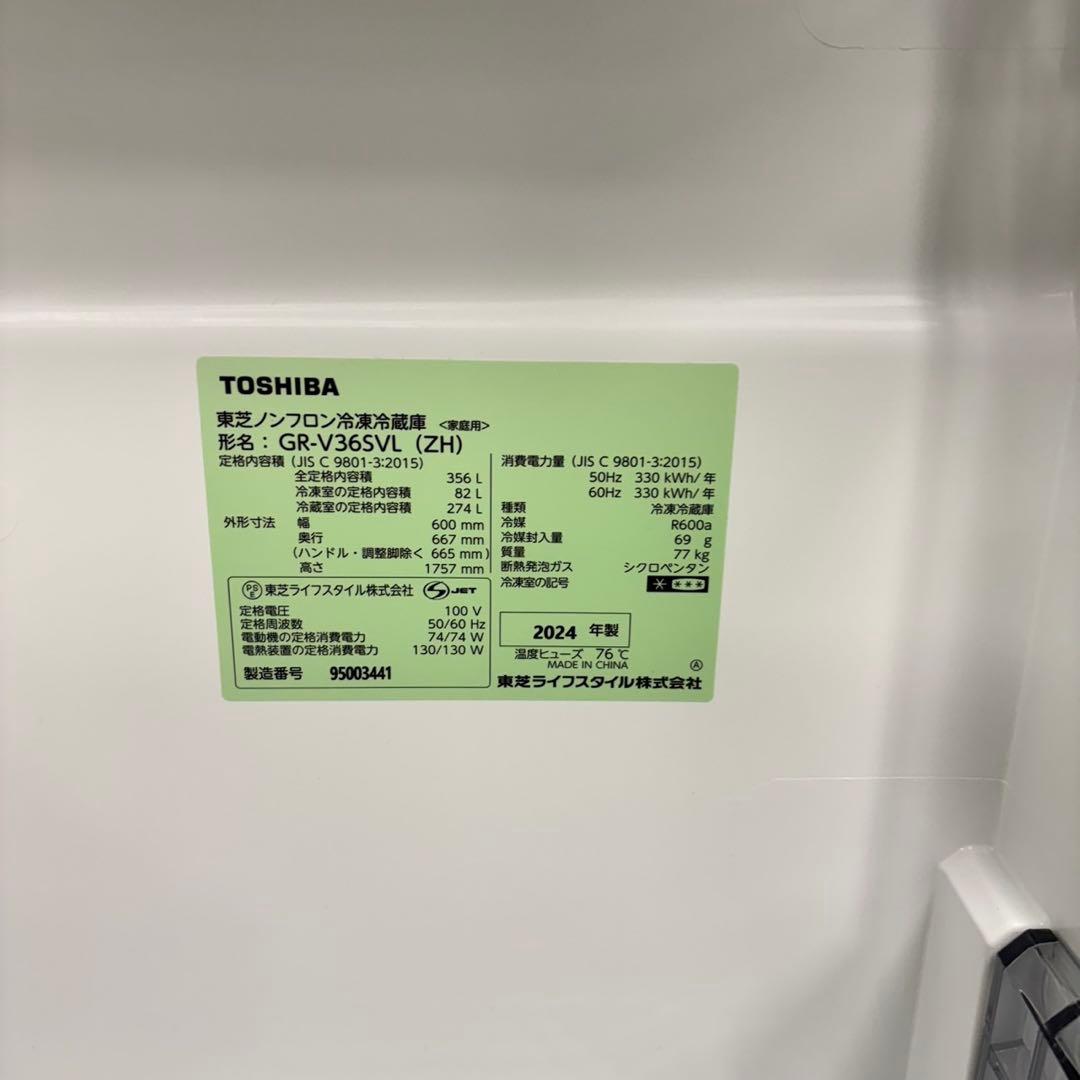 TOSHIBA
東芝ノンフロン冷凍冷蔵庫 <家庭用>
形名： GR-V36SVL (ZH)
定格内容積 (JIS C 9801-3:2015)
全定格内容積 356 L
冷凍室の定格内容積 82 L
冷蔵室の定格内容積 274 L
外形寸法 幅 600 mm
奥行 667 mm
(ハンドル・調整脚除く 665 mm)
高さ 1757 mm
PSE 東芝ライフスタイル株式会社 S JET
定格電圧 100 V
定格周波数 50/60 Hz
電動機の定格消費電力 74/74 W
電熱装置の定格消費電力 130/130 W
製造番号 95003441
消費電力量 (JIS C 9801-3:2015)
50Hz 330 kWh/年
60Hz 330 kWh/年
種類 冷凍冷蔵庫
冷媒 R600a
冷媒封入量 69 g
質量 77 kg
断熱発泡ガス シクロペンタン
冷凍室の記号
2024 年製
温度ヒューズ 76℃
MADE IN CHINA Ⓐ
東芝ライフスタイル株式会社